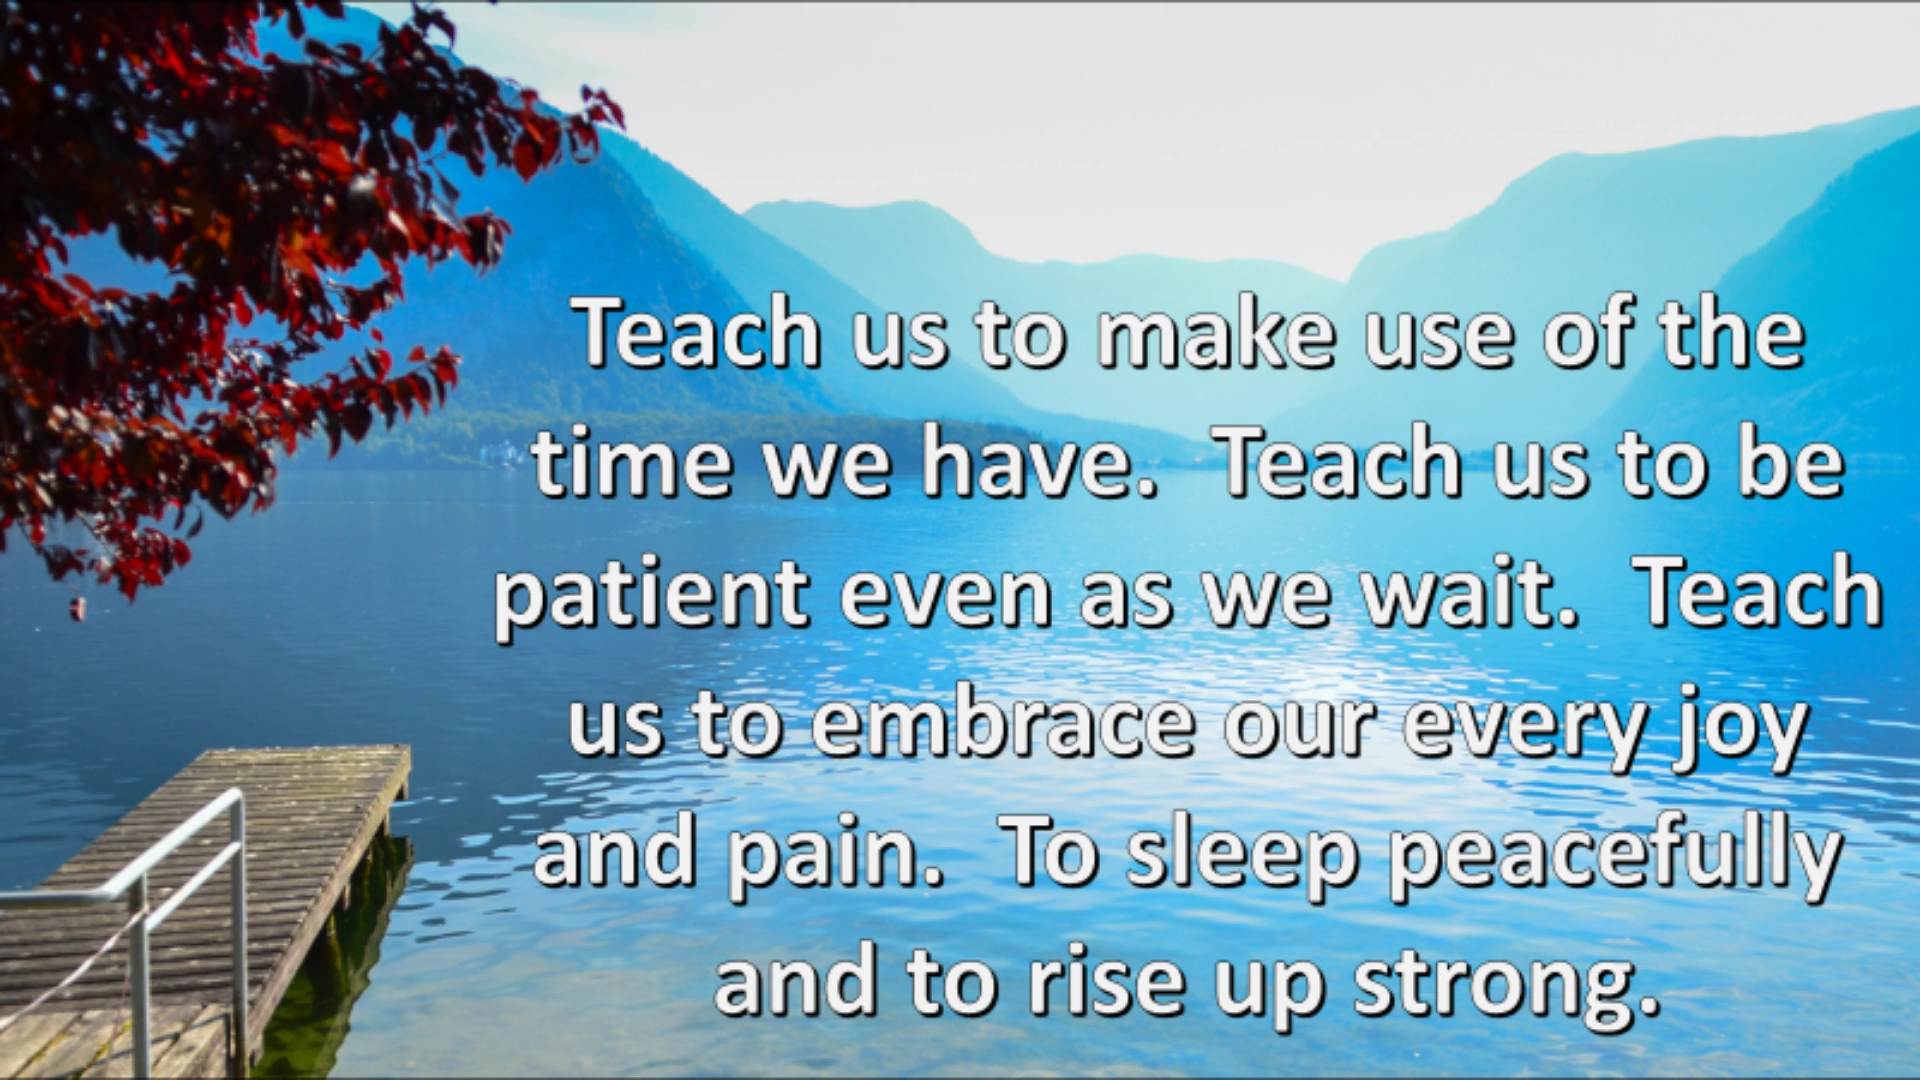 Teach us to make use of the
time we have.  Teach us to be
patient even as we wait.  Teach
us to embrace our every joy
and pain.  To sleep peacefully
and to rise up strong.